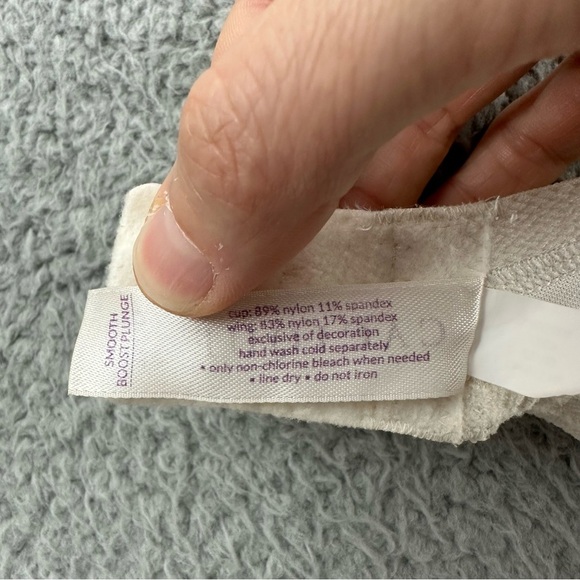 SMOOTH
BOOST PLUNGE
cup: 89% nylon 11% spandex
wing: 83% nylon 17% spandex
exclusive of decoration
hand wash cold separately
• only non-chlorine bleach when needed
• line dry • do not iron